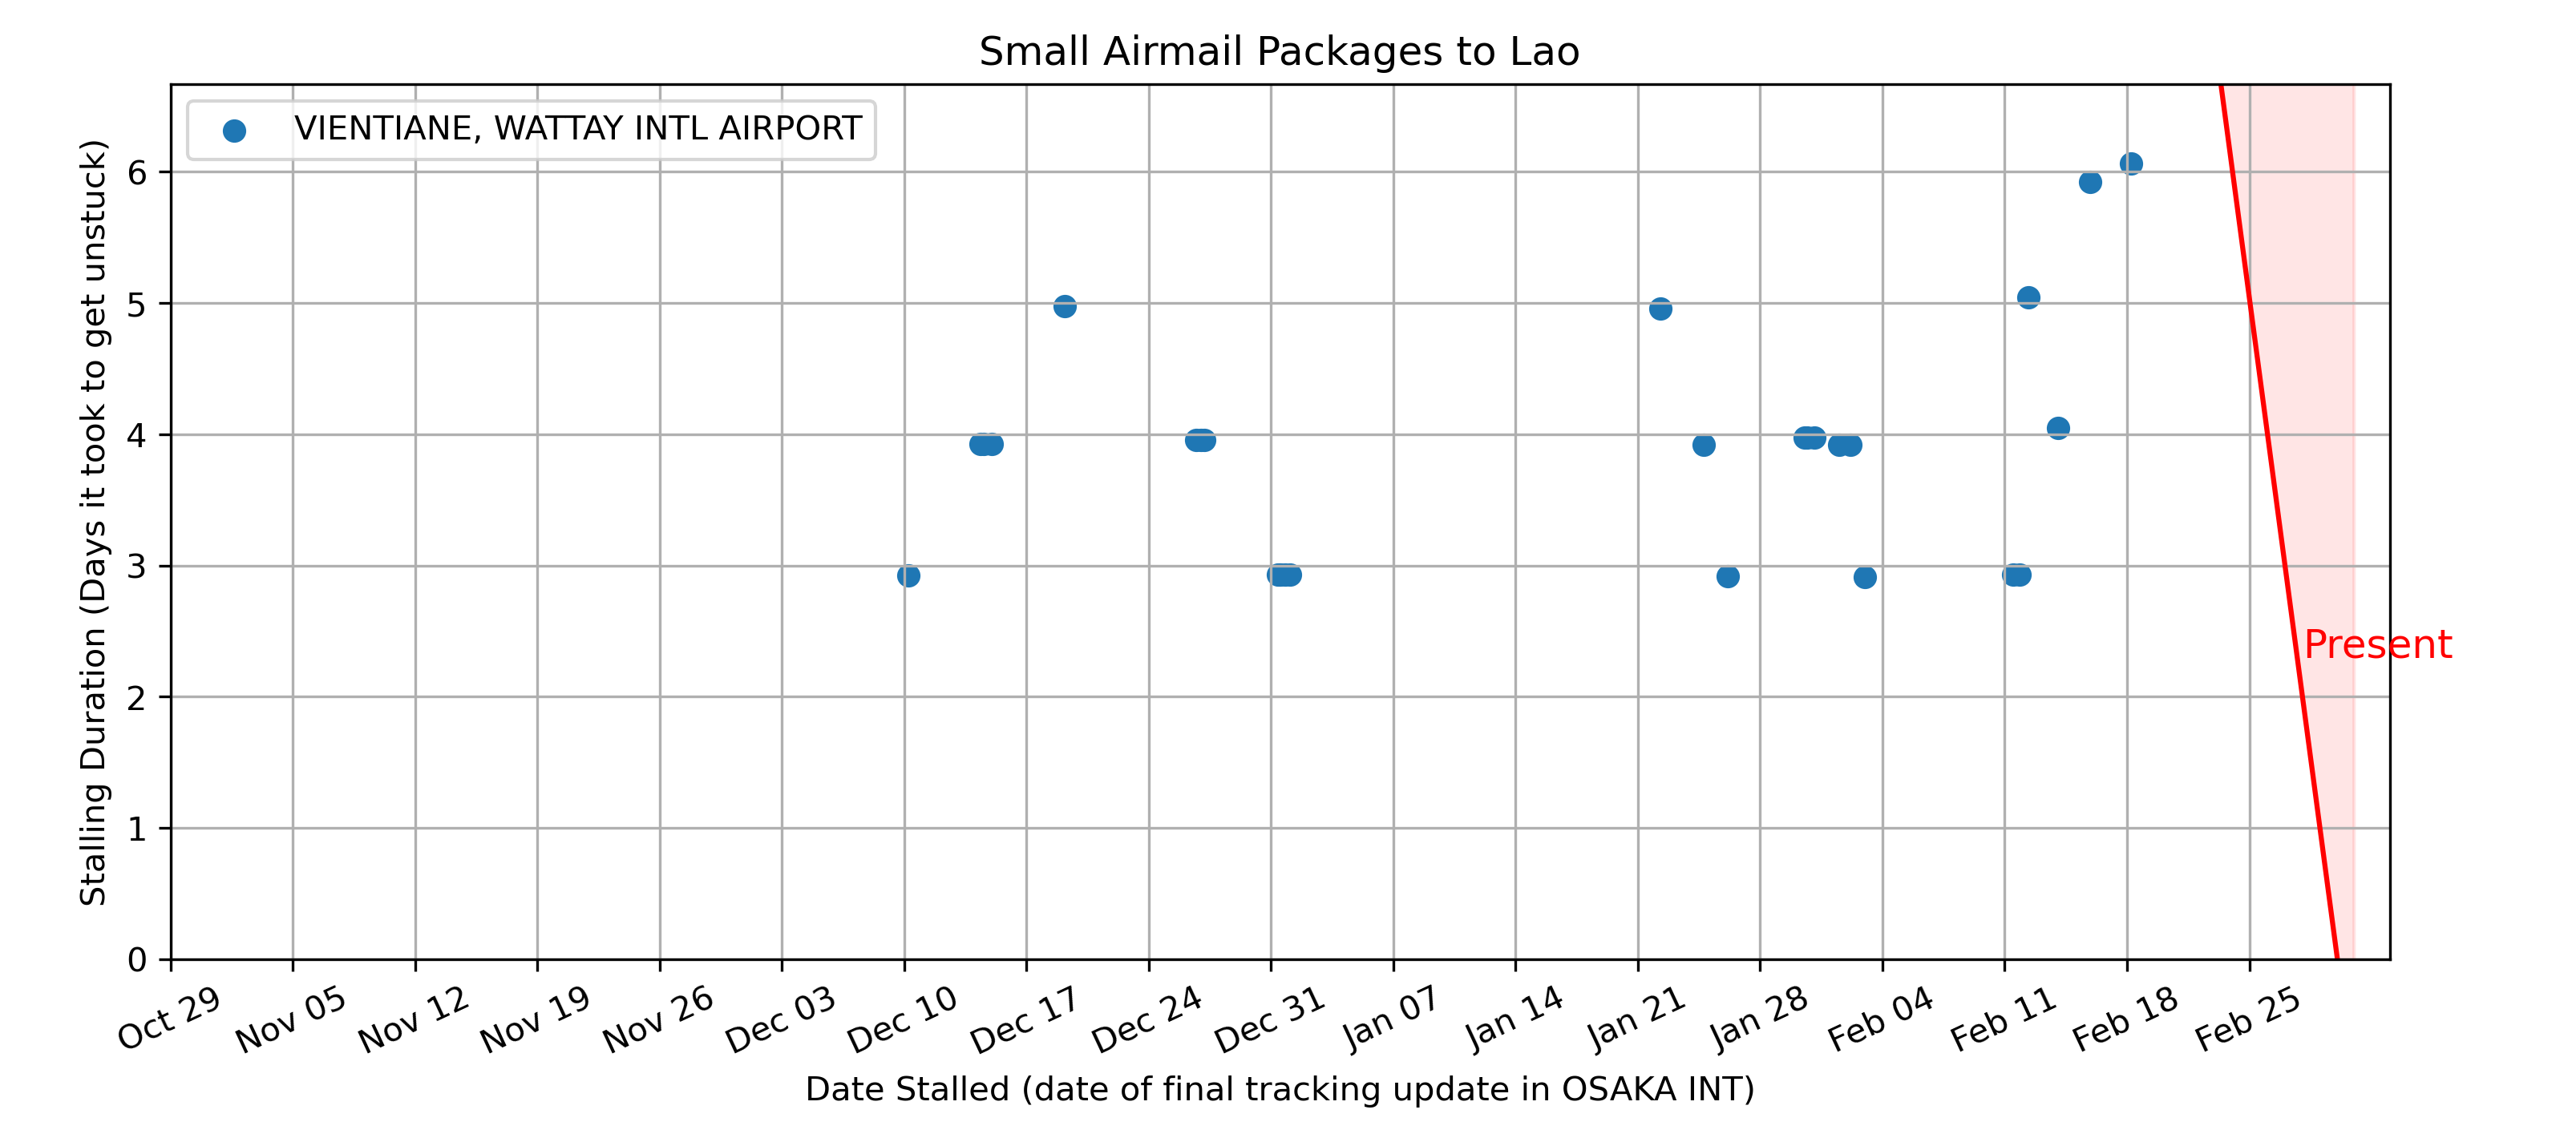 Small Airmail Packages to Lao
VIENTIANE, WATTAY INTL AIRPORT
Stalling Duration (Days it took to get unstuck)
6
5
4
3
2
1
0
Present
Oct 29
Nov 05
Nov 12
Nov 19
Nov 26
Dec 03
Dec 10
Dec 17
Dec 24
Dec 31
Jan 07
Jan 14
Jan 21
Jan 28
Feb 04
Feb 11
Feb 18
Feb 25
Date Stalled (date of final tracking update in OSAKA INT)